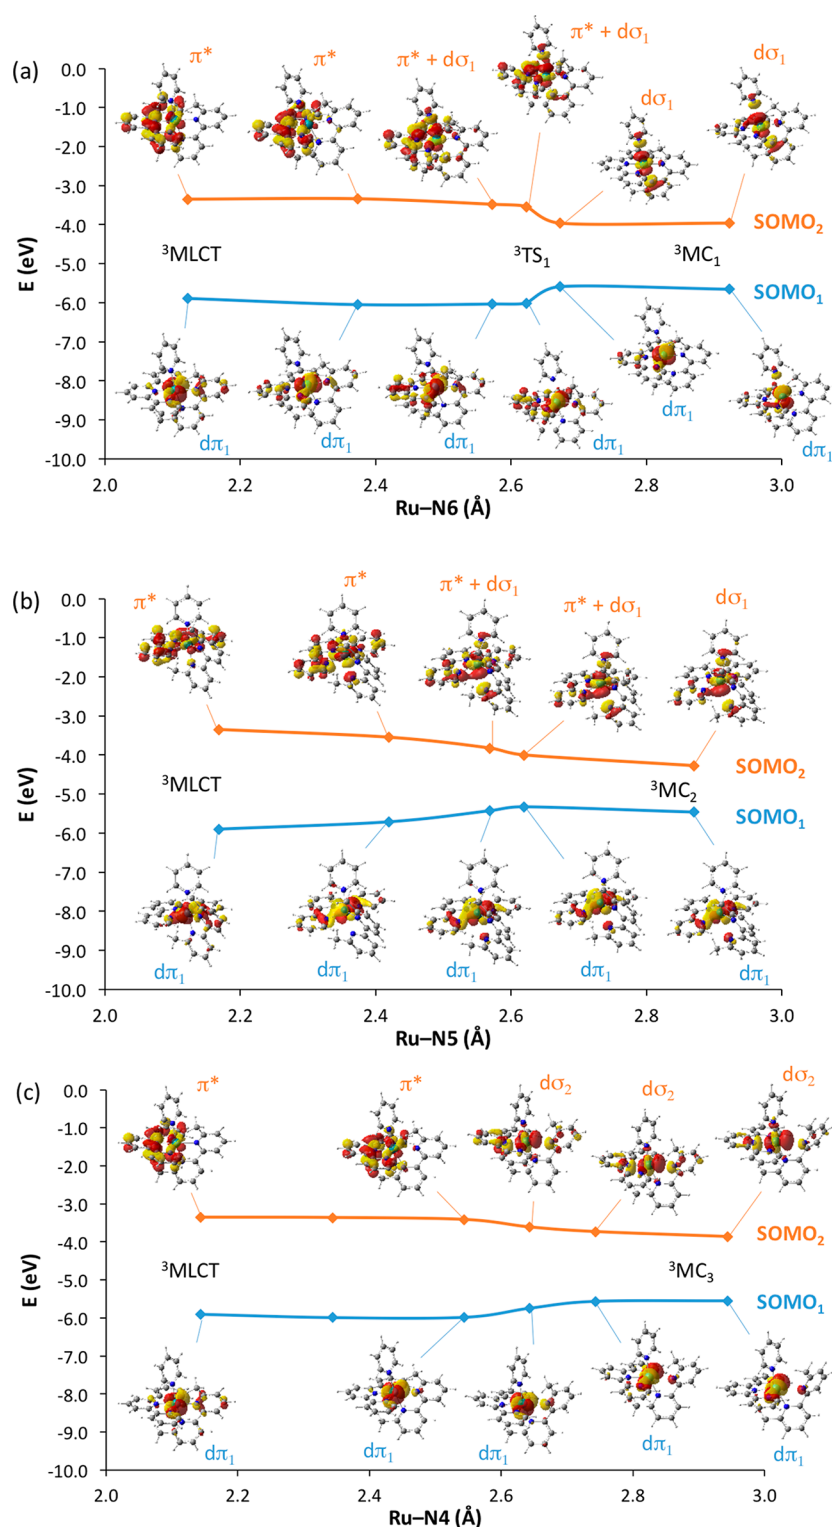 (a)
π* π* π* + dσ1 π* + dσ1 dσ1 dσ1
0.0
-1.0
-2.0
-3.0
-4.0
-5.0
-6.0
-7.0
-8.0
-9.0
-10.0
E (eV)
SOMO2
3MLCT 3TS1 3MC1
SOMO1
dπ1 dπ1 dπ1 dπ1 dπ1 dπ1
2.0 2.2 2.4 2.6 2.8 3.0
Ru–N6 (Å)
(b)
π* π* π* + dσ1 π* + dσ1 dσ1
0.0
-1.0
-2.0
-3.0
-4.0
-5.0
-6.0
-7.0
-8.0
-9.0
-10.0
E (eV)
SOMO2
3MLCT 3MC2
SOMO1
dπ1 dπ1 dπ1 dπ1 dπ1
2.0 2.2 2.4 2.6 2.8 3.0
Ru–N5 (Å)
(c)
π* π* dσ2 dσ2 dσ2
0.0
-1.0
-2.0
-3.0
-4.0
-5.0
-6.0
-7.0
-8.0
-9.0
-10.0
E (eV)
SOMO2
3MLCT 3MC3
SOMO1
dπ1 dπ1 dπ1 dπ1 dπ1
2.0 2.2 2.4 2.6 2.8 3.0
Ru–N4 (Å)